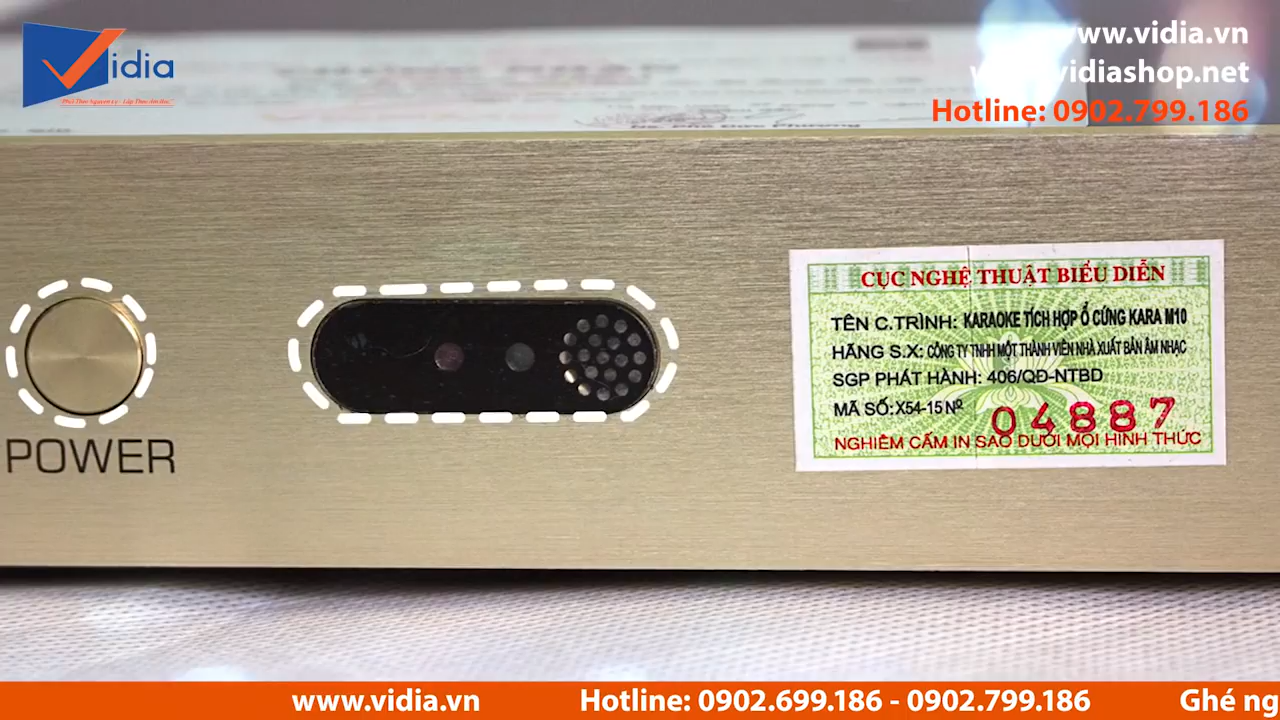 Vidia
www.vidia.vn
vidiashop.net
Hotline: 0902.799.186
POWER
CỤC NGHỆ THUẬT BIỂU DIỄN
TÊN C.TRÌNH: KARAOKE TÍCH HỢP Ổ CỨNG KARA M10
HÃNG S.X: CÔNG TY TNHH MỘT THÀNH VIÊN NHÀ XUẤT BẢN ÂM NHẠC
SGP PHÁT HÀNH: 406/QĐ-NTBD
MÃ SỐ: X54-15 Nº 04887
NGHIÊM CẤM IN SAO DƯỚI MỌI HÌNH THỨC
www.vidia.vn Hotline: 0902.699.186 - 0902.799.186 Ghé ng